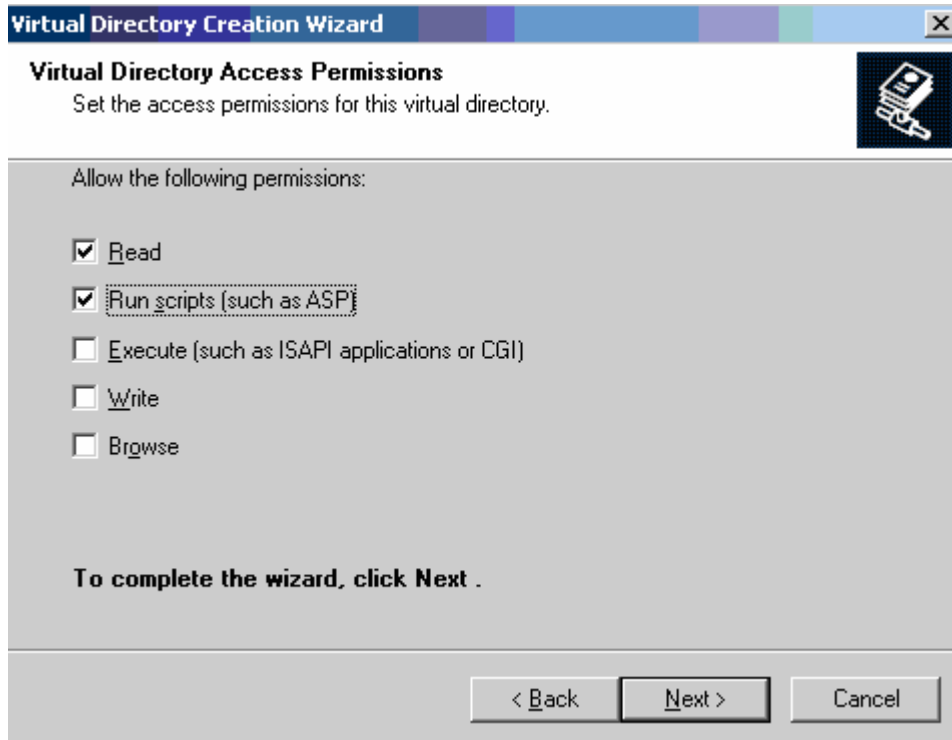 Virtual Directory Creation Wizard
Virtual Directory Access Permissions
Set the access permissions for this virtual directory.
Allow the following permissions:
Read
Run scripts (such as ASP)
Execute (such as ISAPI applications or CGI)
Write
Browse
To complete the wizard, click Next .
< Back Next > Cancel